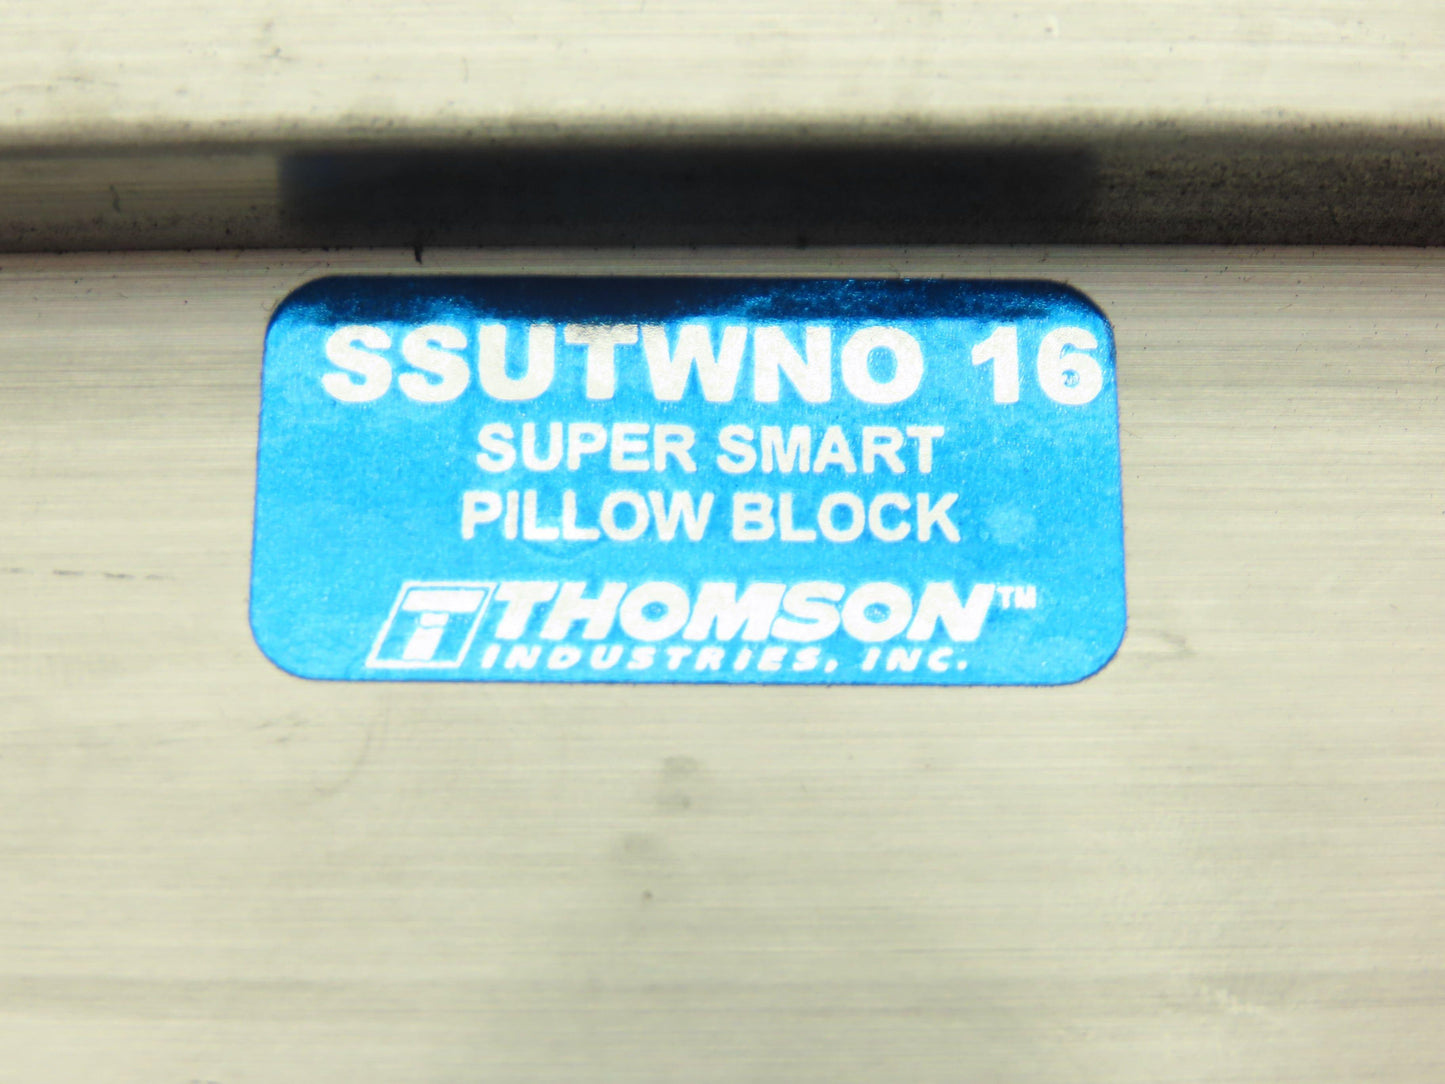 SSUTWNO 16
SUPER SMART
PILLOW BLOCK
THOMSON™
INDUSTRIES, INC.